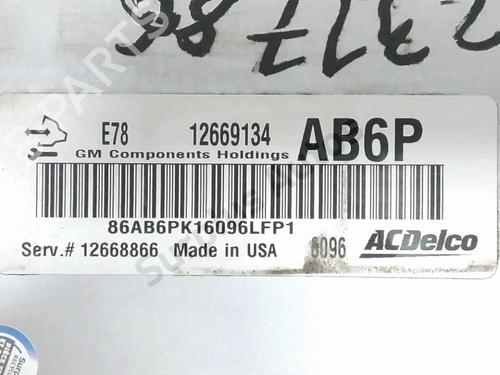 E78 12669134 AB6P
GM Components Holdings
86AB6PK16096LFP1
Serv.# 12668866 Made in USA 6096 ACDelco